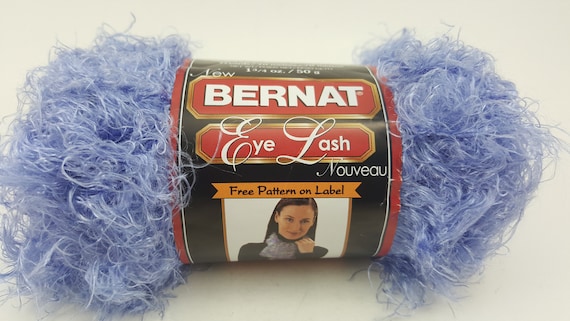 1¾ oz. / 50 g
New
BERNAT®
Eye Lash
Nouveau
Free Pattern on Label